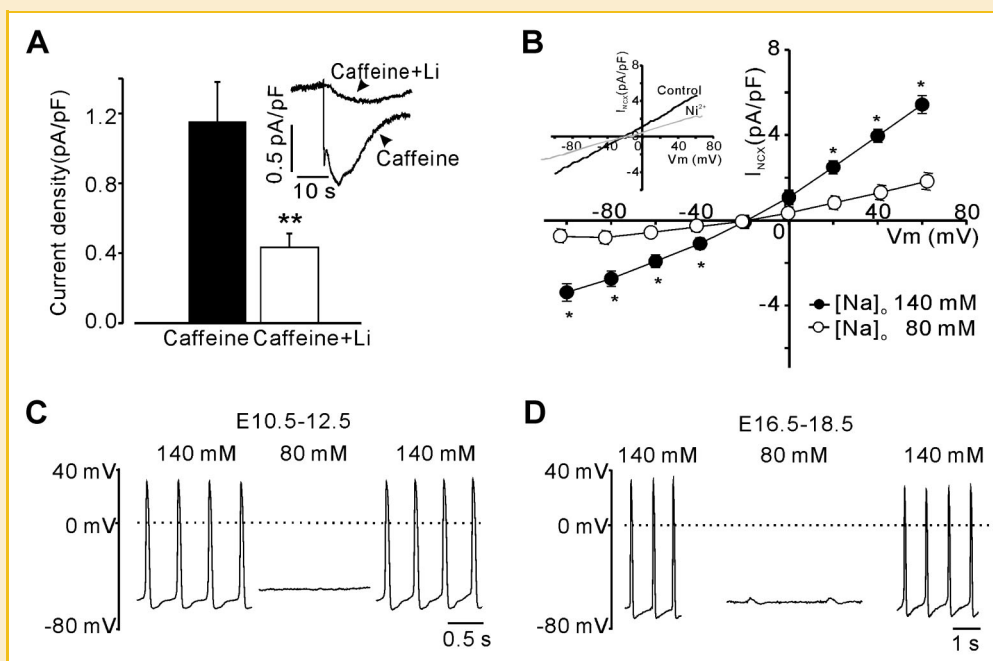 A
Current density(pA/pF)
1.2
0.8
0.4
0.0
**
Caffeine
Caffeine+Li
Caffeine+Li
Caffeine
0.5 pA/pF
10 s
B
I_NCX(pA/pF)
8
4
-4
-80
-40
0
40
80
Vm (mV)
*
*
*
*
*
*
*
[Na]o 140 mM
[Na]o 80 mM
I_NCX(pA/pF)
8
4
-4
Control
Ni²⁺
-80
-40
0
40
80
Vm (mV)
C
E10.5-12.5
140 mM
80 mM
140 mM
40 mV
0 mV
-80 mV
0.5 s
D
E16.5-18.5
140 mM
80 mM
140 mM
40 mV
0 mV
-80 mV
1 s